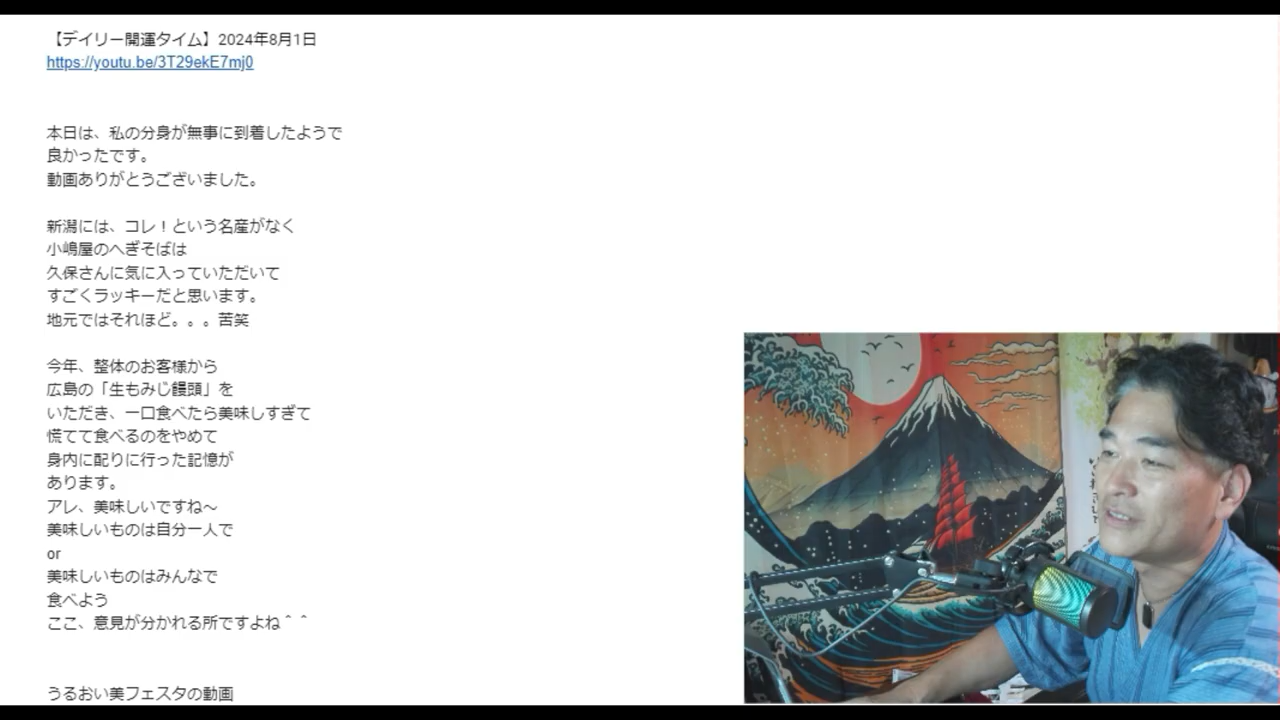 【デイリー開運タイム】2024年8月1日
https://youtu.be/3T29ekE7mj0
本日は、私の分身が無事に到着したようで
良かったです。
動画ありがとうございました。
新潟には、コレ！という名産がなく
小嶋屋のへぎそばは
久保さんに気に入っていただいて
すごくラッキーだと思います。
地元ではそれほど。。。苦笑
今年、整体のお客様から
広島の「生もみじ饅頭」を
いただき、一口食べたら美味しすぎて
慌てて食べるのをやめて
身内に配りに行った記憶が
あります。
アレ、美味しいですね～
美味しいものは自分一人で
or
美味しいものはみんなで
食べよう
ここ、意見が分かれる所ですよね＾＾
うるおい美フェスタの動画